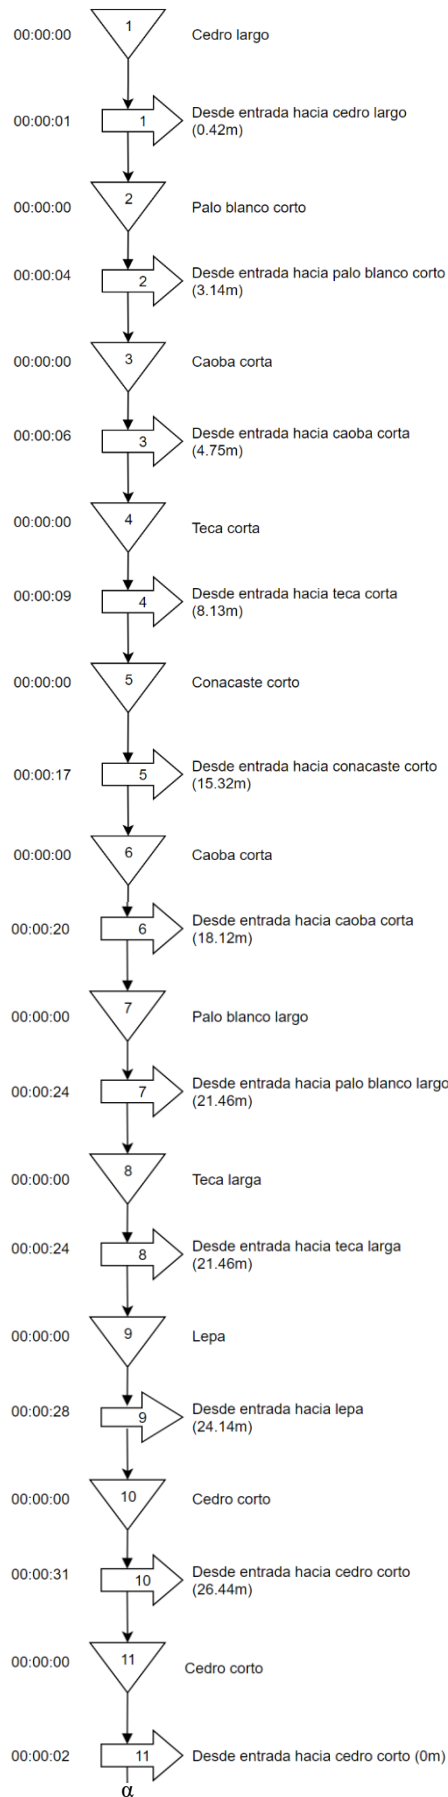 00:00:00 1 Cedro largo
00:00:01 1 Desde entrada hacia cedro largo
(0.42m)
00:00:00 2 Palo blanco corto
00:00:04 2 Desde entrada hacia palo blanco corto
(3.14m)
00:00:00 3 Caoba corta
00:00:06 3 Desde entrada hacia caoba corta
(4.75m)
00:00:00 4 Teca corta
00:00:09 4 Desde entrada hacia teca corta
(8.13m)
00:00:00 5 Conacaste corto
00:00:17 5 Desde entrada hacia conacaste corto
(15.32m)
00:00:00 6 Caoba corta
00:00:20 6 Desde entrada hacia caoba corta
(18.12m)
00:00:00 7 Palo blanco largo
00:00:24 7 Desde entrada hacia palo blanco largo
(21.46m)
00:00:00 8 Teca larga
00:00:24 8 Desde entrada hacia teca larga
(21.46m)
00:00:00 9 Lepa
00:00:28 9 Desde entrada hacia lepa
(24.14m)
00:00:00 10 Cedro corto
00:00:31 10 Desde entrada hacia cedro corto
(26.44m)
00:00:00 11 Cedro corto
00:00:02 11 Desde entrada hacia cedro corto (0m)
α